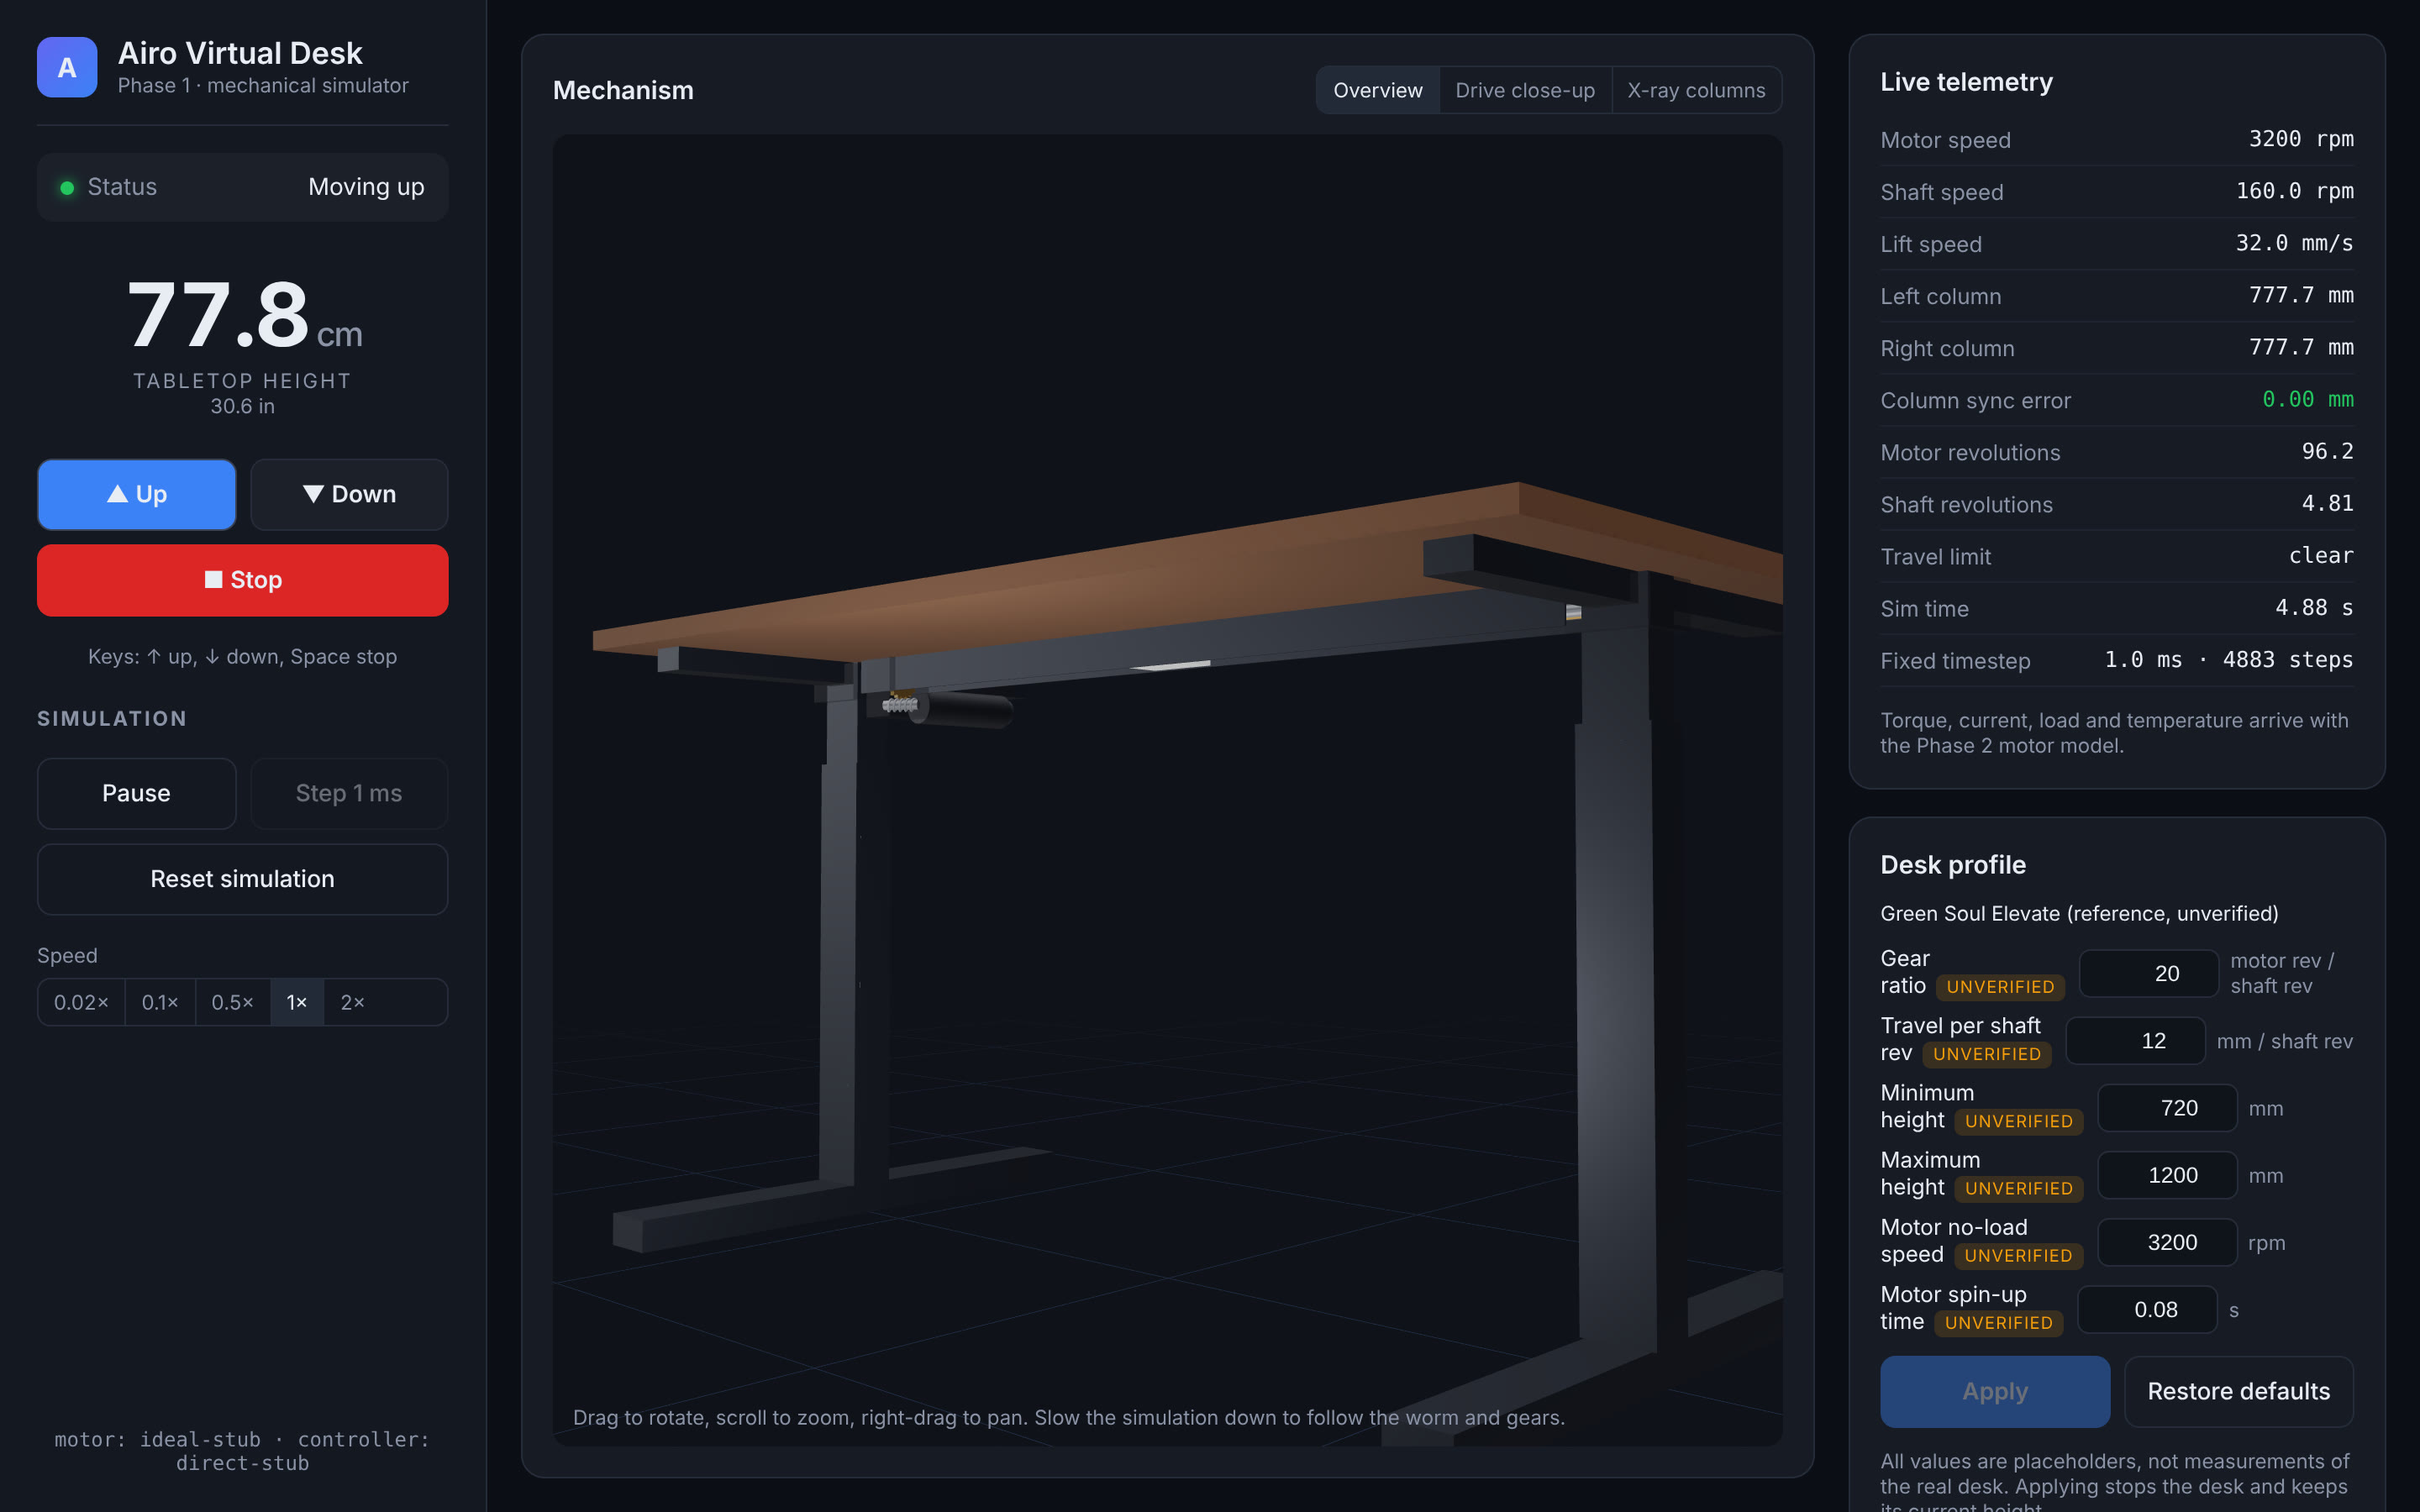 A
Airo Virtual Desk
Phase 1 · mechanical simulator
Status Moving up
77.8 cm
TABLETOP HEIGHT
30.6 in
▲ Up ▼ Down
■ Stop
Keys: ↑ up, ↓ down, Space stop
SIMULATION
Pause Step 1 ms
Reset simulation
Speed
0.02× 0.1× 0.5× 1× 2×
motor: ideal-stub · controller:
direct-stub
Mechanism
Overview Drive close-up X-ray columns
Drag to rotate, scroll to zoom, right-drag to pan. Slow the simulation down to follow the worm and gears.
Live telemetry
Motor speed 3200 rpm
Shaft speed 160.0 rpm
Lift speed 32.0 mm/s
Left column 777.7 mm
Right column 777.7 mm
Column sync error 0.00 mm
Motor revolutions 96.2
Shaft revolutions 4.81
Travel limit clear
Sim time 4.88 s
Fixed timestep 1.0 ms · 4883 steps
Torque, current, load and temperature arrive with
the Phase 2 motor model.
Desk profile
Green Soul Elevate (reference, unverified)
Gear
ratio UNVERIFIED 20 motor rev /
shaft rev
Travel per shaft
rev UNVERIFIED 12 mm / shaft rev
Minimum
height UNVERIFIED 720 mm
Maximum
height UNVERIFIED 1200 mm
Motor no-load
speed UNVERIFIED 3200 rpm
Motor spin-up
time UNVERIFIED 0.08 s
Apply Restore defaults
All values are placeholders, not measurements of
the real desk. Applying stops the desk and keeps
its current height.